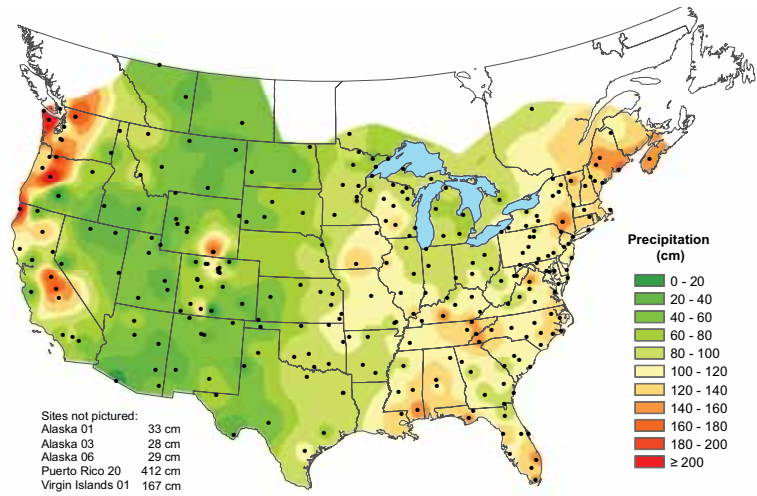 Precipitation
(cm)
0 - 20
20 - 40
40 - 60
60 - 80
80 - 100
100 - 120
120 - 140
140 - 160
160 - 180
180 - 200
≥ 200
Sites not pictured:
Alaska 01 33 cm
Alaska 03 28 cm
Alaska 06 29 cm
Puerto Rico 20 412 cm
Virgin Islands 01 167 cm